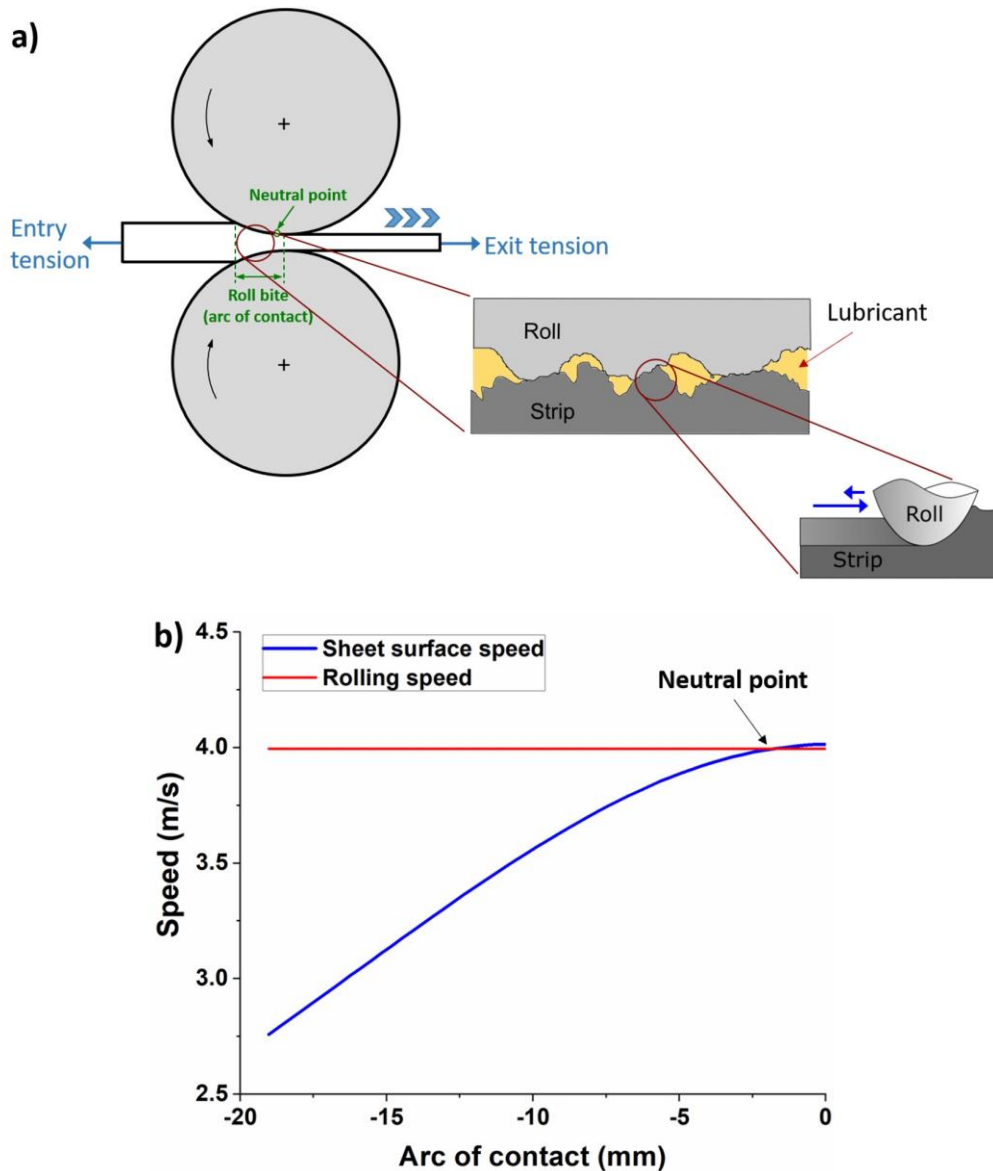 a)
Neutral point
Entry
tension
Exit tension
Roll bite
(arc of contact)
Roll
Lubricant
Strip
Roll
Strip
b)
4.5
Sheet surface speed
Rolling speed
Neutral point
4.0
3.5
3.0
2.5
Speed (m/s)
-20
-15
-10
-5
0
Arc of contact (mm)